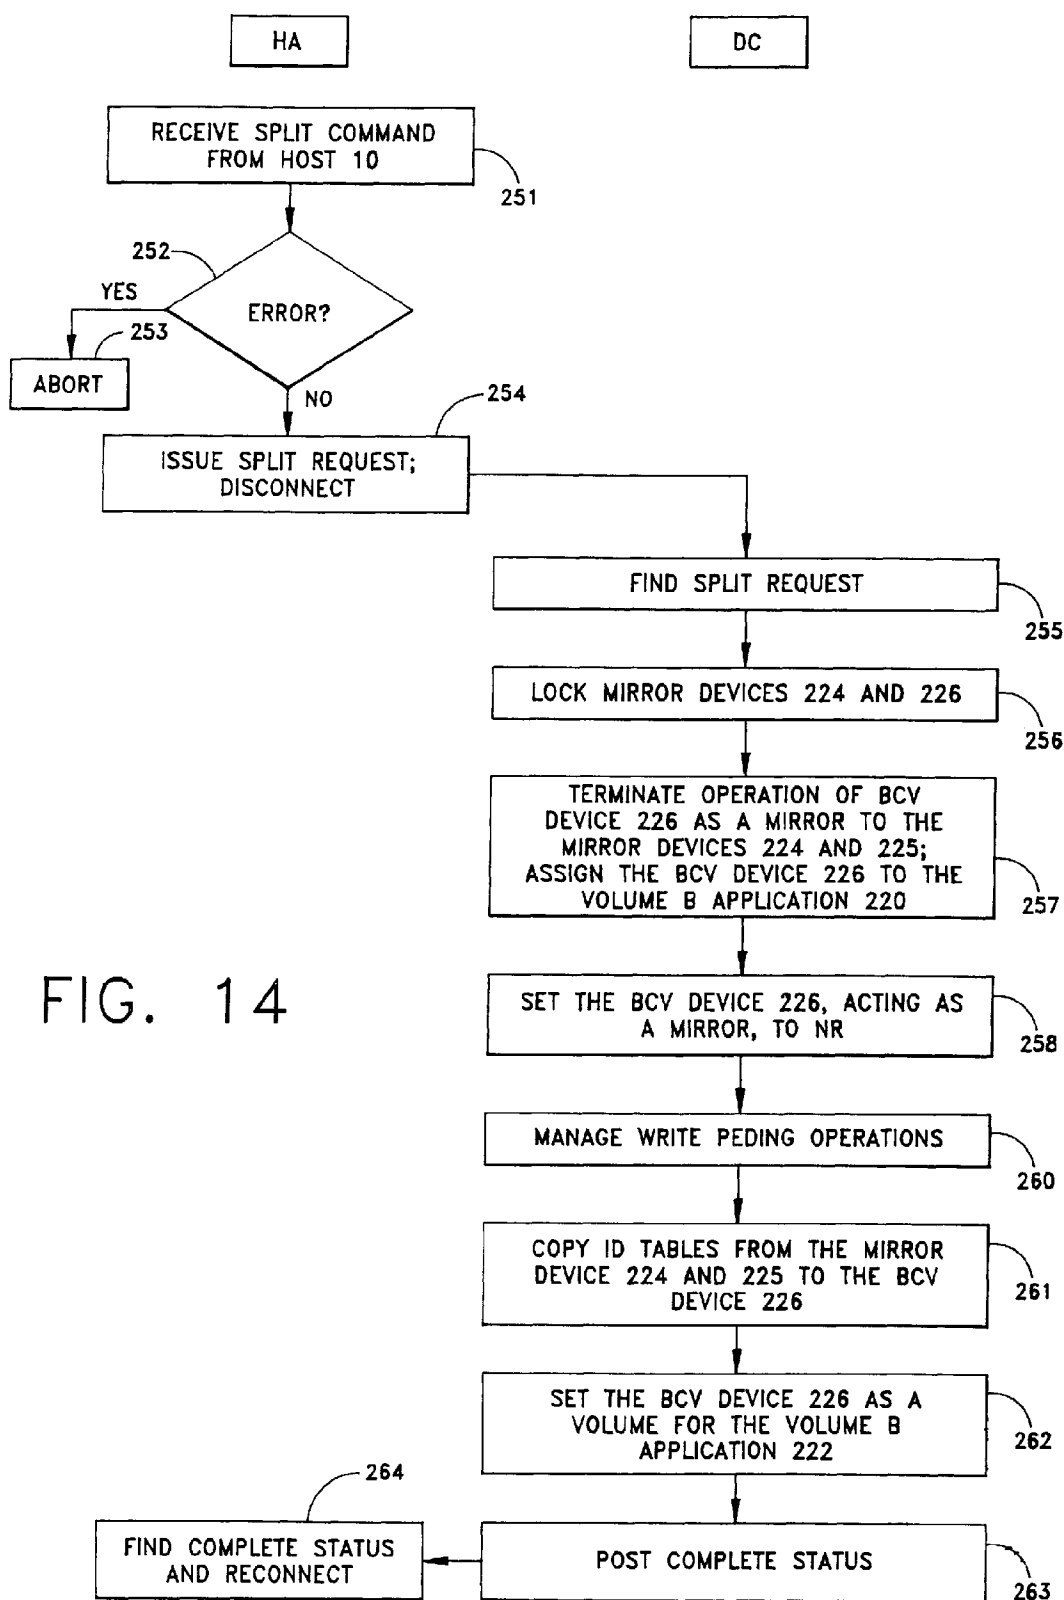 HA
DC
RECEIVE SPLIT COMMAND
FROM HOST 10
251
252
ERROR?
YES
253
ABORT
NO
254
ISSUE SPLIT REQUEST;
DISCONNECT
FIND SPLIT REQUEST
255
LOCK MIRROR DEVICES 224 AND 226
256
TERMINATE OPERATION OF BCV
DEVICE 226 AS A MIRROR TO THE
MIRROR DEVICES 224 AND 225;
ASSIGN THE BCV DEVICE 226 TO THE
VOLUME B APPLICATION 220
257
FIG. 14
SET THE BCV DEVICE 226, ACTING AS
A MIRROR, TO NR
258
MANAGE WRITE PEDING OPERATIONS
260
COPY ID TABLES FROM THE MIRROR
DEVICE 224 AND 225 TO THE BCV
DEVICE 226
261
SET THE BCV DEVICE 226 AS A
VOLUME FOR THE VOLUME B
APPLICATION 222
262
264
FIND COMPLETE STATUS
AND RECONNECT
POST COMPLETE STATUS
263